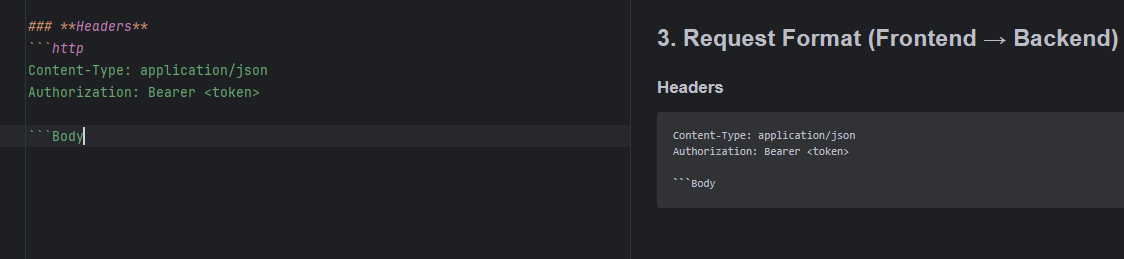 ### **Headers**
```http
Content-Type: application/json
Authorization: Bearer <token>
```Body
3. Request Format (Frontend → Backend)
Headers
Content-Type: application/json
Authorization: Bearer <token>
```Body